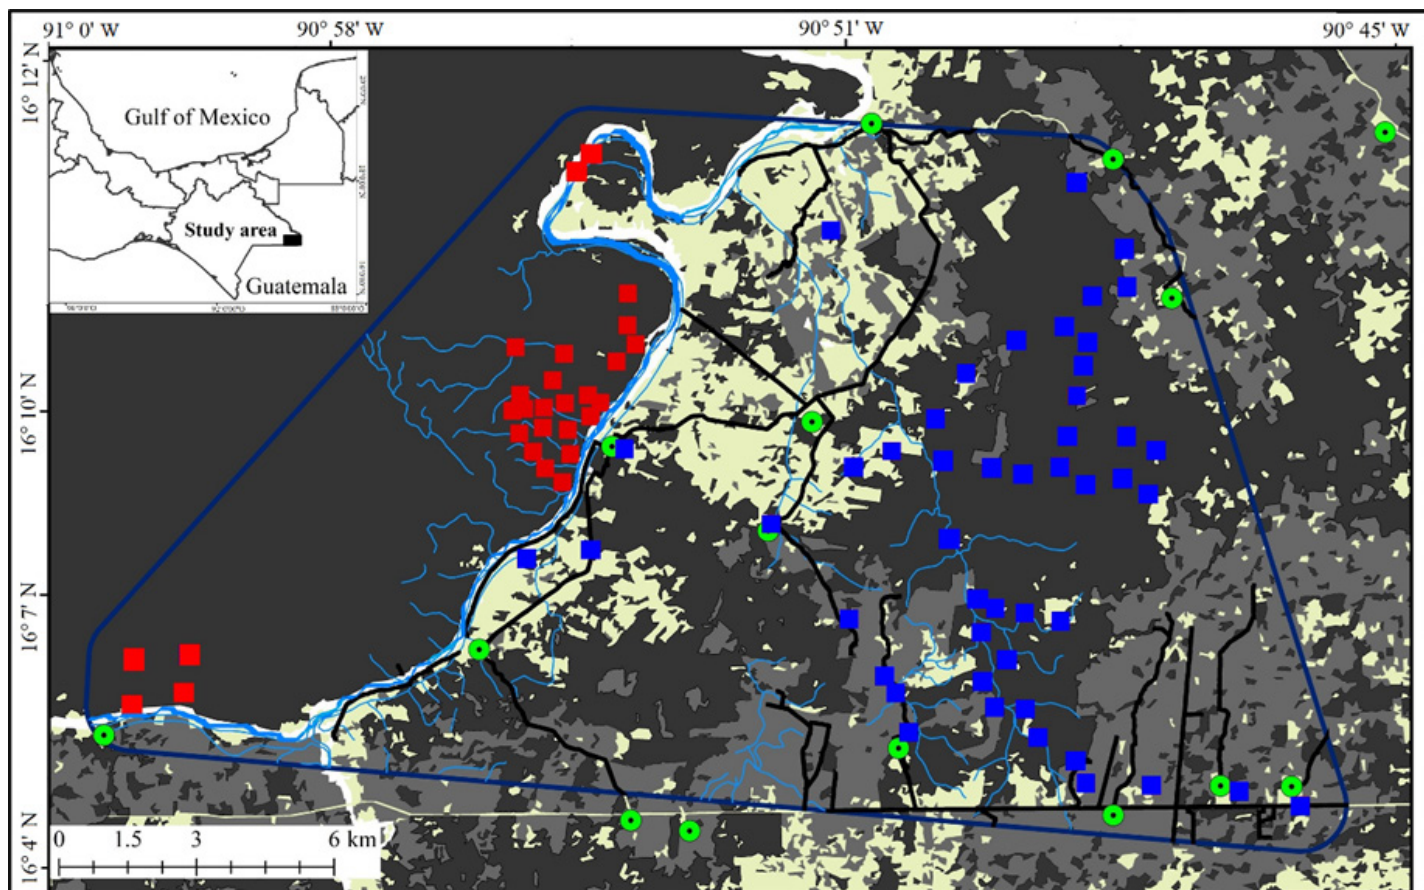 91° 0' W 90° 58' W 90° 51' W 90° 45' W
16° 12' N
Gulf of Mexico
Study area
Guatemala
16° 10' N
16° 7' N
16° 4' N
0 1.5 3 6 km